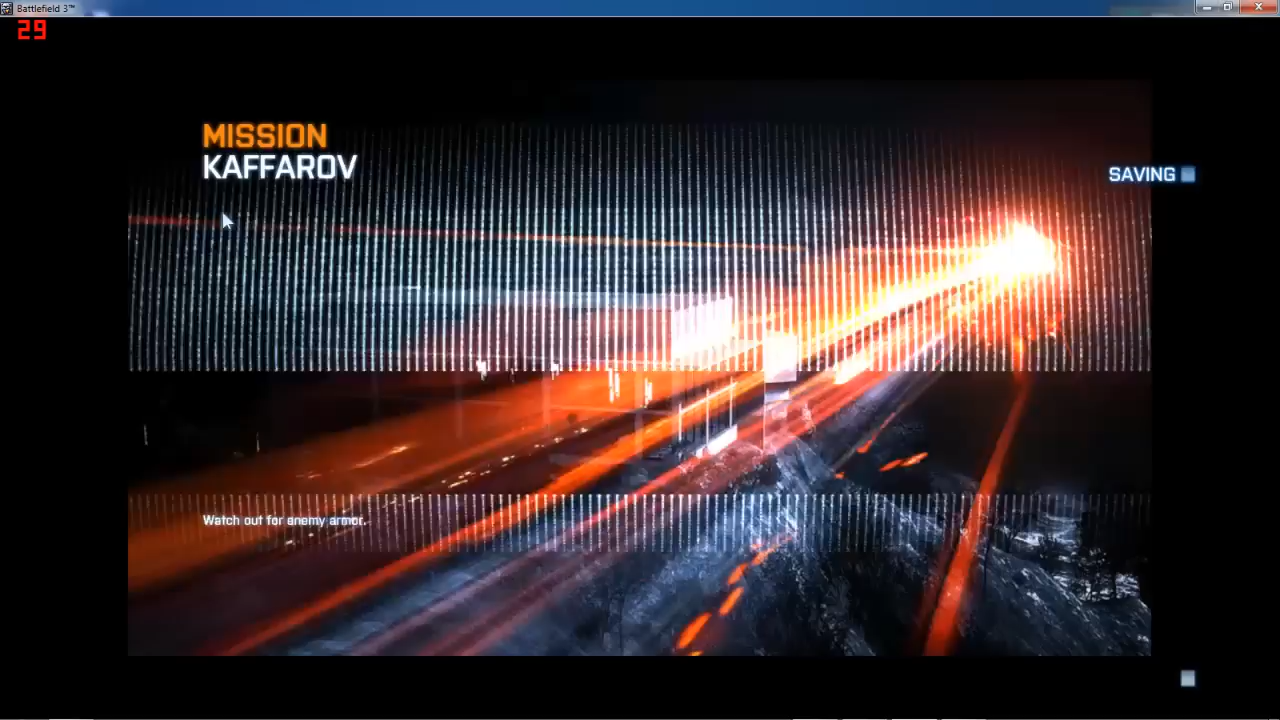 Battlefield 3™
29
MISSION
KAFFAROV
SAVING
Watch out for enemy armor.